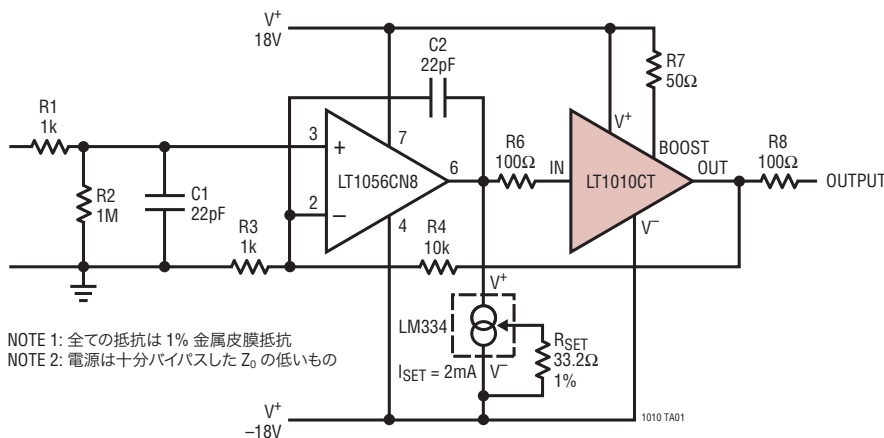 V+
18V
C2
22pF
R7
50Ω
R1
1k
3
+
7
V+
R6
100Ω
BOOST
R8
100Ω
LT1056CN8
6
IN
LT1010CT
OUT
OUTPUT
R2
1M
C1
22pF
2
–
4
V–
R3
1k
R4
10k
V+
LM334
RSET
33.2Ω
1%
ISET = 2mA
V–
NOTE 1: 全ての抵抗は 1% 金属皮膜抵抗
NOTE 2: 電源は十分バイパスした Z0 の低いもの
V+
–18V
1010 TA01